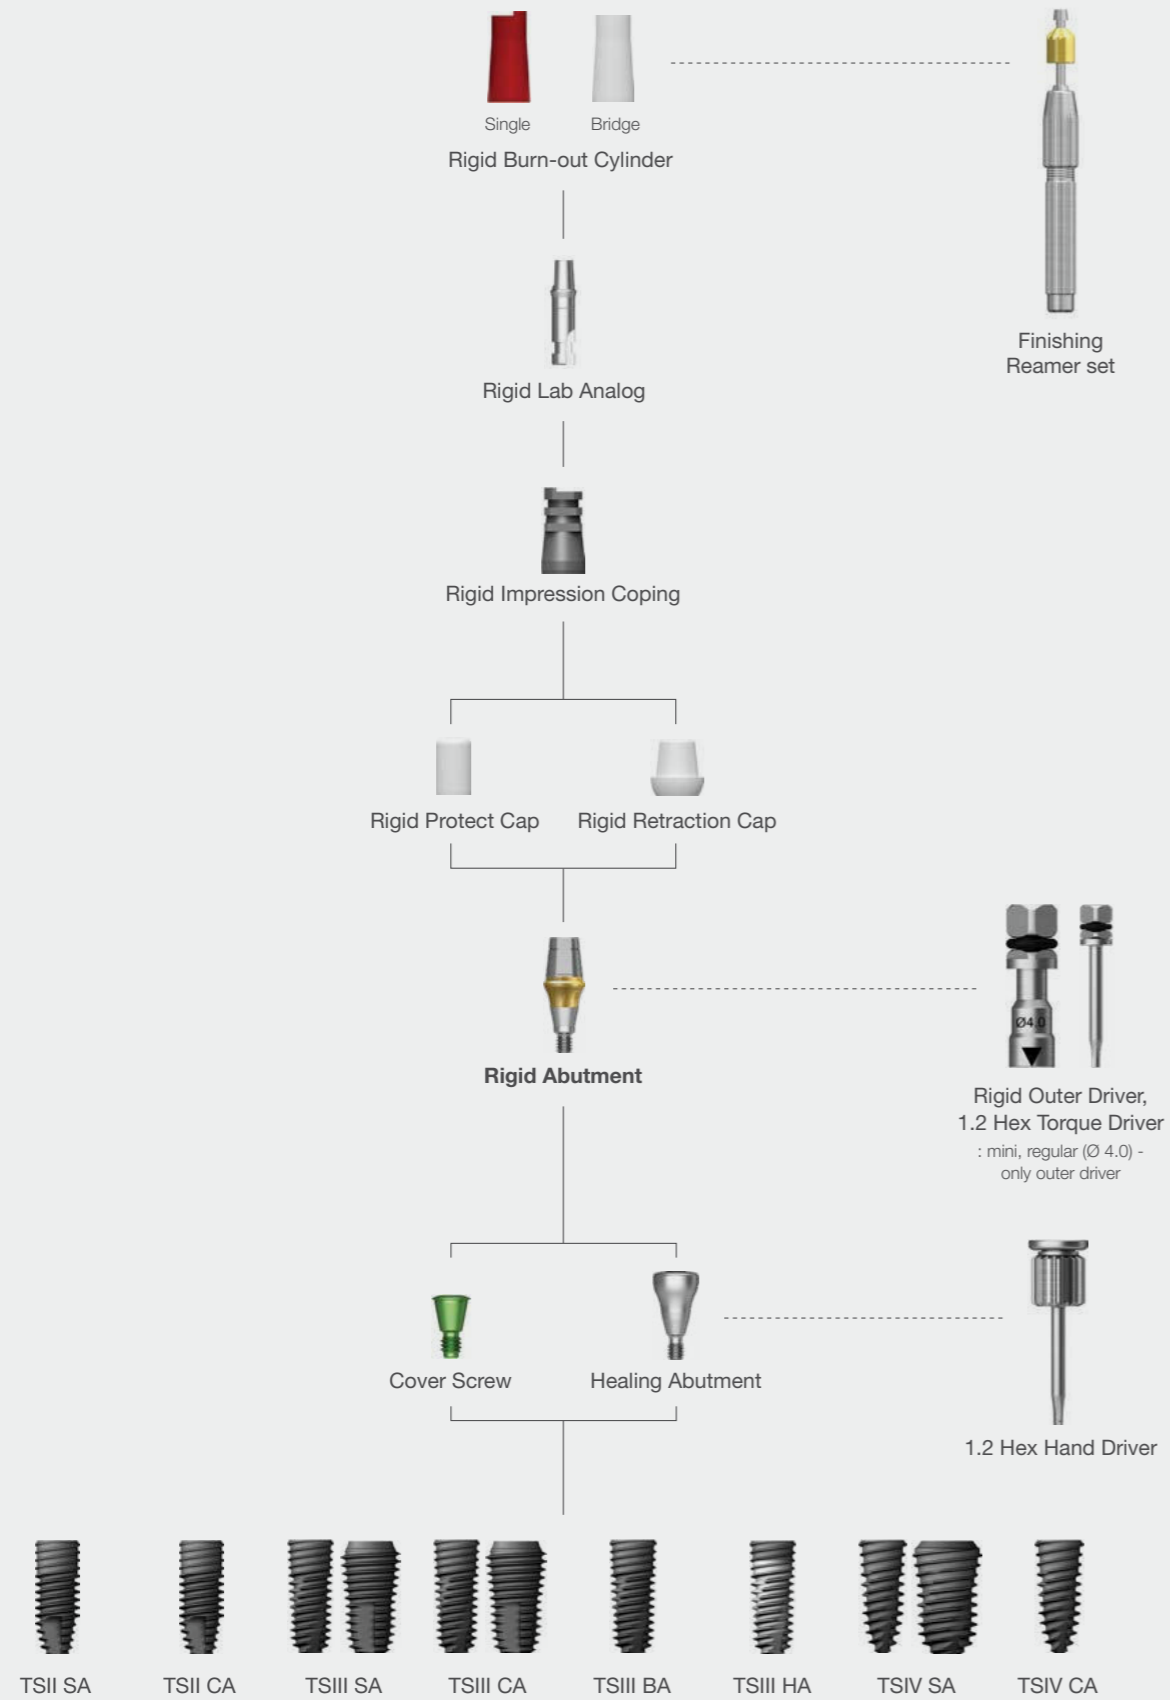 Single
Bridge
Rigid Burn-out Cylinder
Finishing
Reamer set
Rigid Lab Analog
Rigid Impression Coping
Rigid Protect Cap
Rigid Retraction Cap
Ø4.0
Rigid Abutment
Rigid Outer Driver,
1.2 Hex Torque Driver
: mini, regular (Ø 4.0) -
only outer driver
Cover Screw
Healing Abutment
1.2 Hex Hand Driver
TSII SA
TSII CA
TSIII SA
TSIII CA
TSIII BA
TSIII HA
TSIV SA
TSIV CA